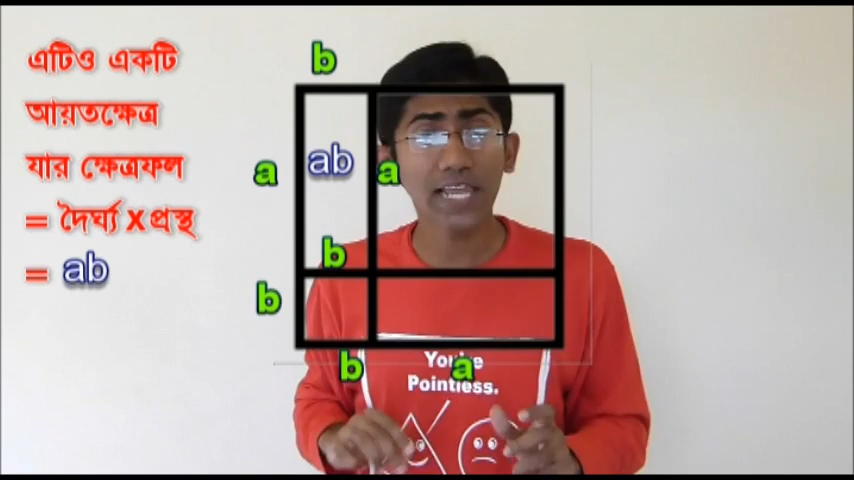 এটিও একটি
আয়তক্ষেত্র
যার ক্ষেত্রফল
= দৈর্ঘ্য X প্রস্থ
= ab
b
a ab a
b
b
b a
You're
Pointless.